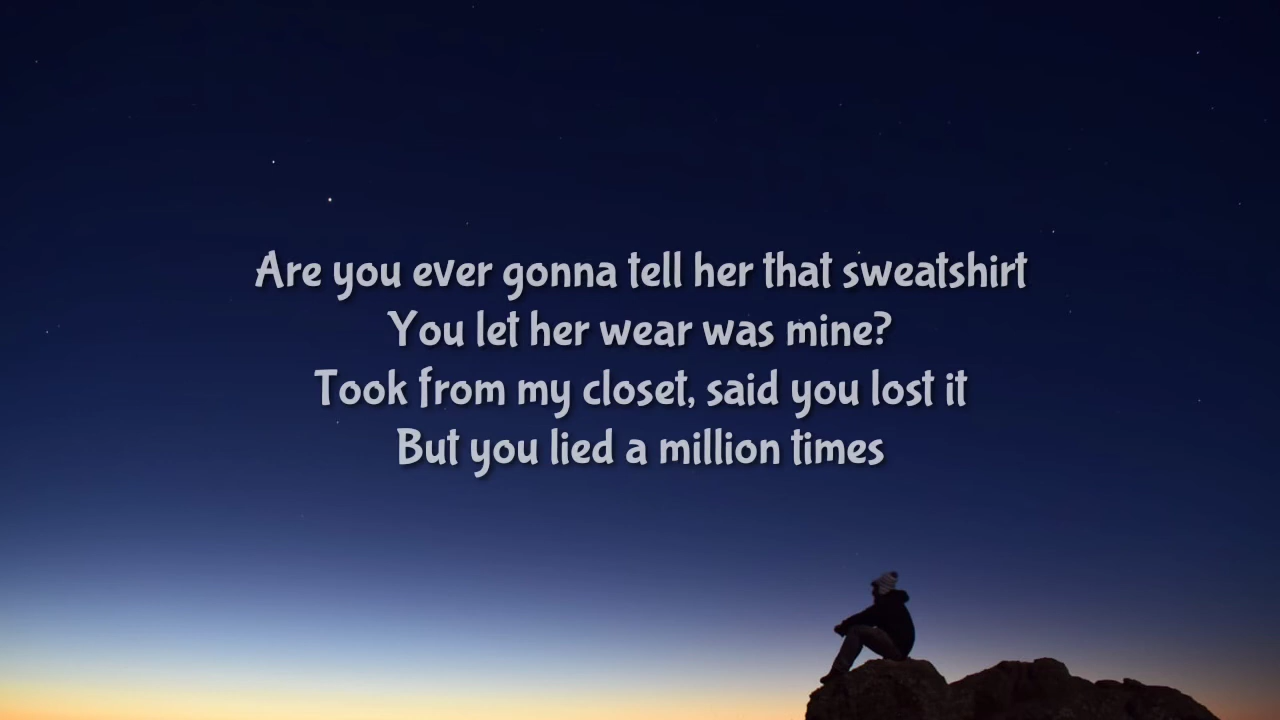 Are you ever gonna tell her that sweatshirt
You let her wear was mine?
Took from my closet, said you lost it
But you lied a million times